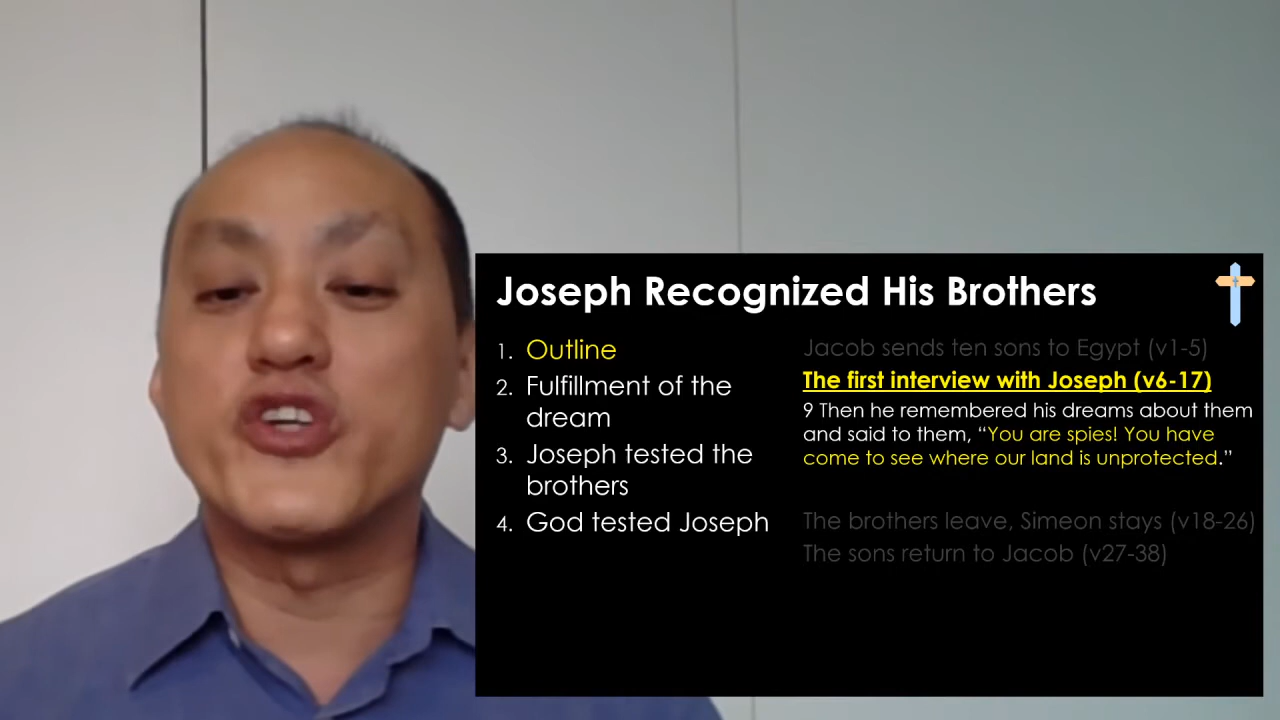 Joseph Recognized His Brothers
1. Outline
2. Fulfillment of the
dream
3. Joseph tested the
brothers
4. God tested Joseph
Jacob sends ten sons to Egypt (v1-5)
The first interview with Joseph (v6-17)
9 Then he remembered his dreams about them
and said to them, “You are spies! You have
come to see where our land is unprotected.”
The brothers leave, Simeon stays (v18-26)
The sons return to Jacob (v27-38)